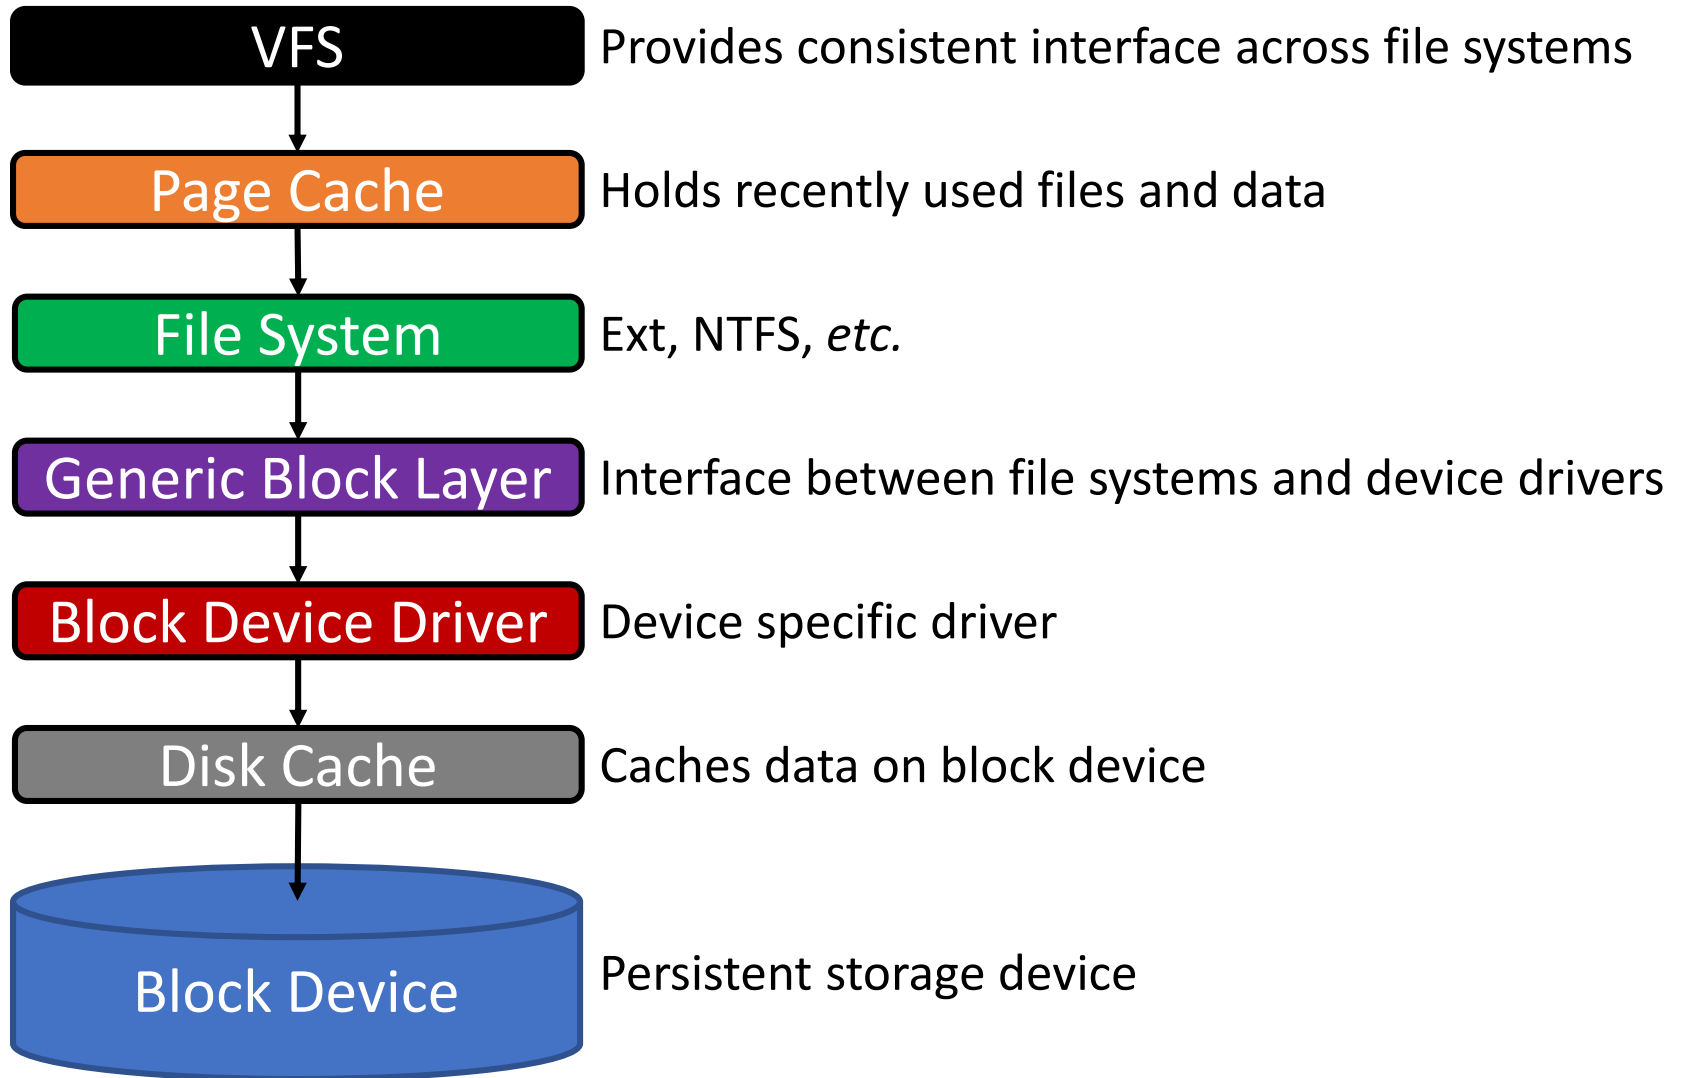 VFS
Provides consistent interface across file systems
Page Cache
Holds recently used files and data
File System
Ext, NTFS, etc.
Generic Block Layer
Interface between file systems and device drivers
Block Device Driver
Device specific driver
Disk Cache
Caches data on block device
Block Device
Persistent storage device